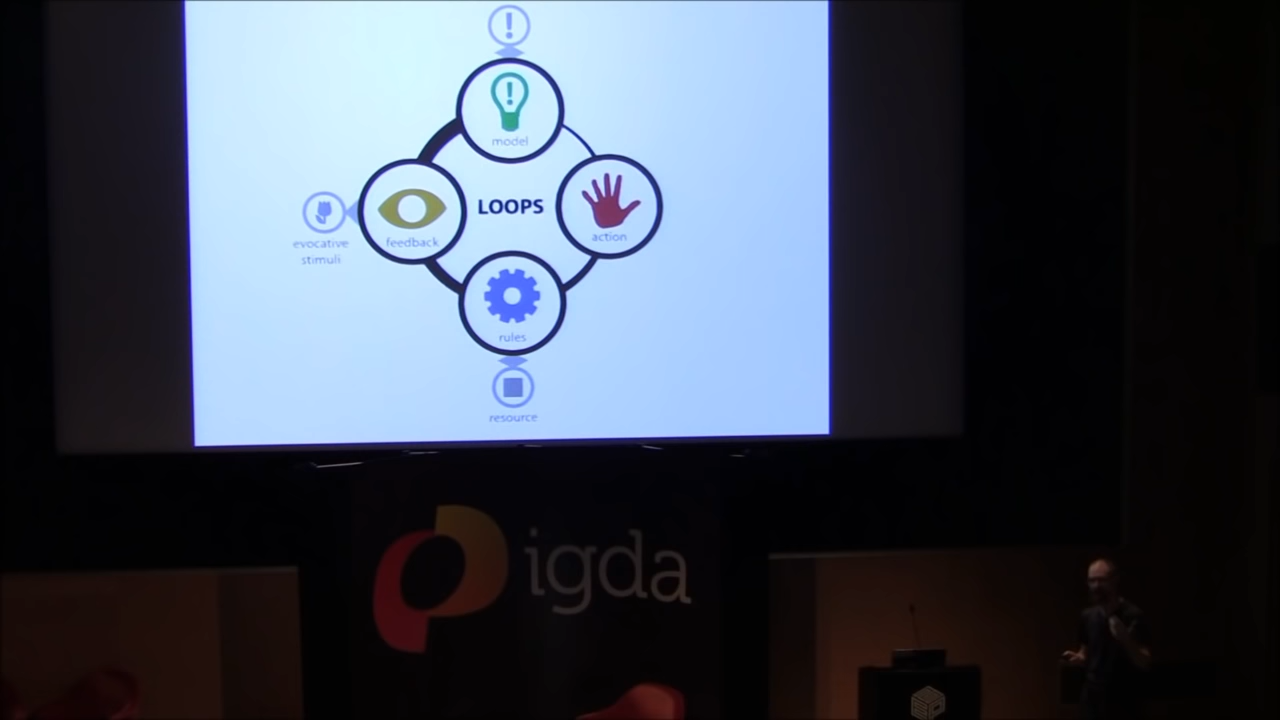 !
!
model
LOOPS
action
feedback
evocative
stimuli
rules
resource
igda